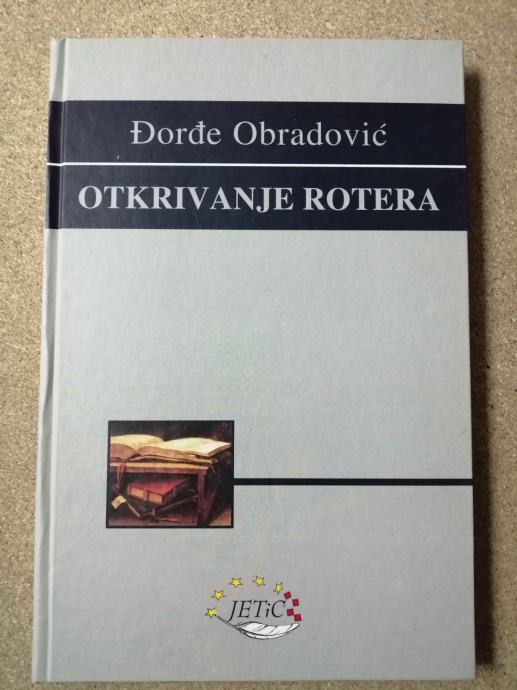 Đorđe Obradović
OTKRIVANJE ROTERA
JETiC